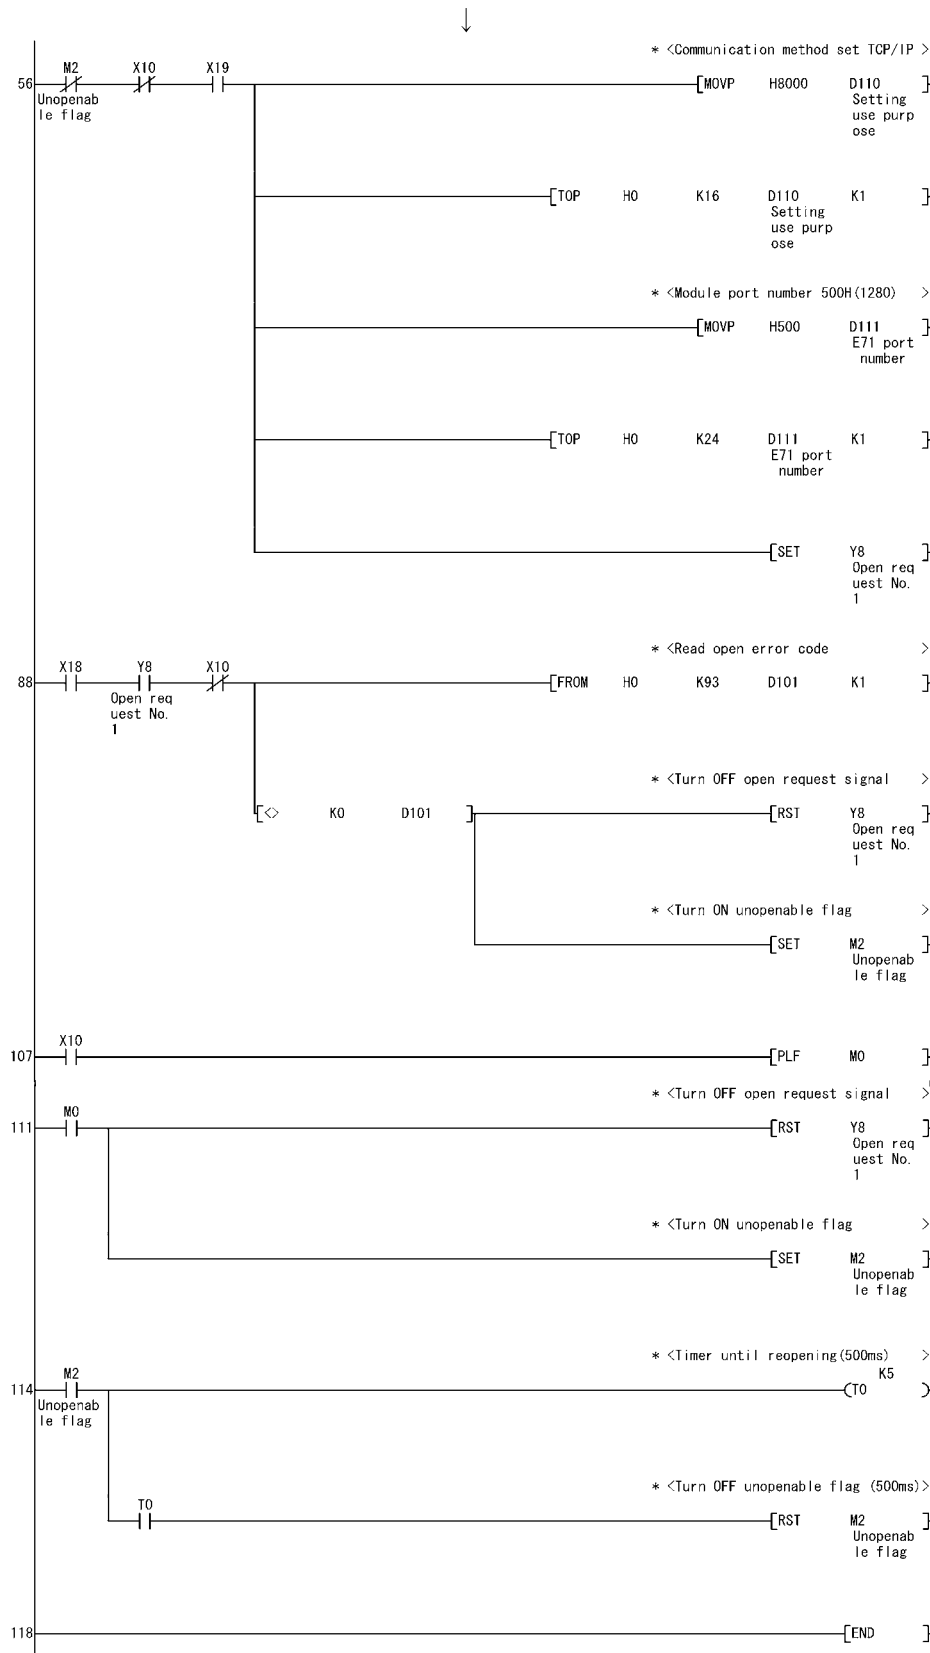 * <Communication method set TCP/IP >
M2 X10 X19
56 [MOVP H8000 D110 ]
Unopenab Setting
le flag use purp
ose
[TOP H0 K16 D110 K1 ]
Setting
use purp
ose
* <Module port number 500H(1280) >
[MOVP H500 D111 ]
E71 port
number
[TOP H0 K24 D111 K1 ]
E71 port
number
[SET Y8 ]
Open req
uest No.
1
* <Read open error code >
X18 Y8 X10
88 [FROM H0 K93 D101 K1 ]
Open req
uest No.
1
* <Turn OFF open request signal >
[<> K0 D101 ] [RST Y8 ]
Open req
uest No.
1
* <Turn ON unopenable flag >
[SET M2 ]
Unopenab
le flag
X10
107 [PLF M0 ]
* <Turn OFF open request signal >
M0
111 [RST Y8 ]
Open req
uest No.
1
* <Turn ON unopenable flag >
[SET M2 ]
Unopenab
le flag
* <Timer until reopening(500ms) >
M2 K5
114 (T0 )
Unopenab
le flag
* <Turn OFF unopenable flag (500ms)>
T0
[RST M2 ]
Unopenab
le flag
118 [END ]